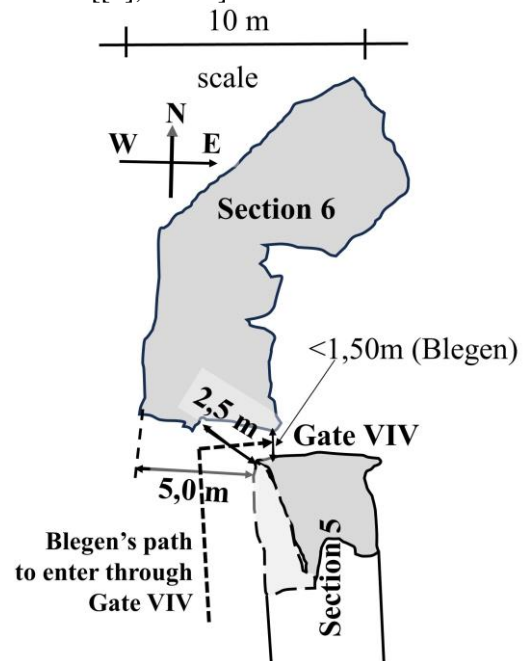 10 m
scale
N
W E
Section 6
<1,50m (Blegen)
2,5 m
Gate VIV
5,0 m
Blegen's path
to enter through
Gate VIV
Section 5